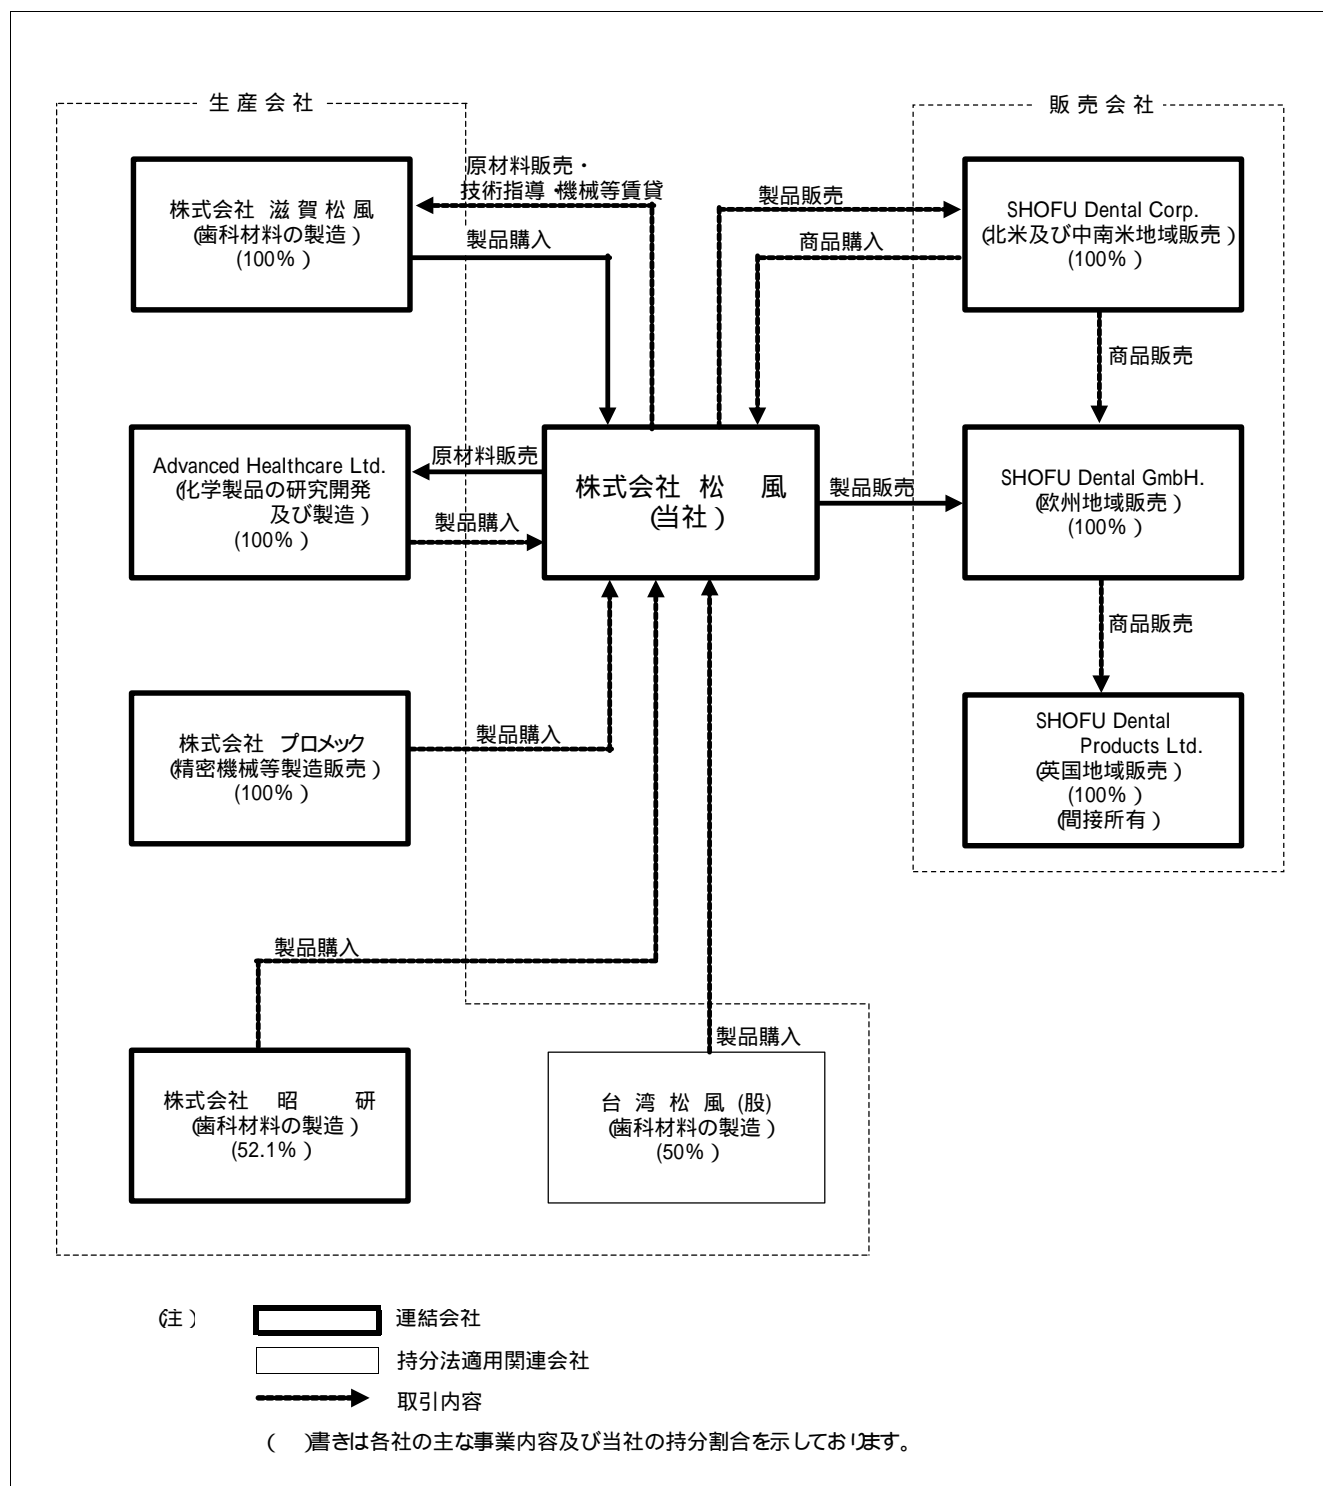 生産会社
販売会社
株式会社 滋賀松風
(歯科材料の製造)
(100%)
原材料販売・
技術指導・機械等賃貸
製品購入
製品販売
商品購入
SHOFU Dental Corp.
(北米及び中南米地域販売)
(100%)
商品販売
Advanced Healthcare Ltd.
(化学製品の研究開発
及び製造)
(100%)
原材料販売
製品購入
株式会社 松 風
(当社)
製品販売
SHOFU Dental GmbH.
(欧州地域販売)
(100%)
商品販売
株式会社 プロメック
(精密機械等製造販売)
(100%)
製品購入
SHOFU Dental
Products Ltd.
(英国地域販売)
(100%)
(間接所有)
製品購入
株式会社 昭 研
(歯科材料の製造)
(52.1%)
製品購入
台湾松風(股)
(歯科材料の製造)
(50%)
(注)
連結会社
持分法適用関連会社
取引内容
( )書きは各社の主な事業内容及び当社の持分割合を示しております。